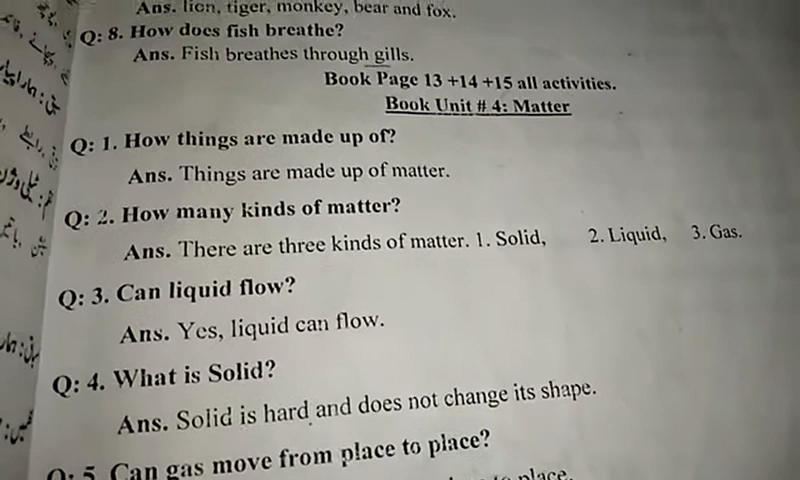 Ans. lion, tiger, monkey, bear and fox.
Q: 8. How does fish breathe?
Ans. Fish breathes through gills.
Book Page 13 +14 +15 all activities.
Book Unit # 4: Matter
Q: 1. How things are made up of?
Ans. Things are made up of matter.
Q: 2. How many kinds of matter?
Ans. There are three kinds of matter. 1. Solid, 2. Liquid, 3. Gas.
Q: 3. Can liquid flow?
Ans. Yes, liquid can flow.
Q: 4. What is Solid?
Ans. Solid is hard and does not change its shape.
Q: 5. Can gas move from place to place?
place.